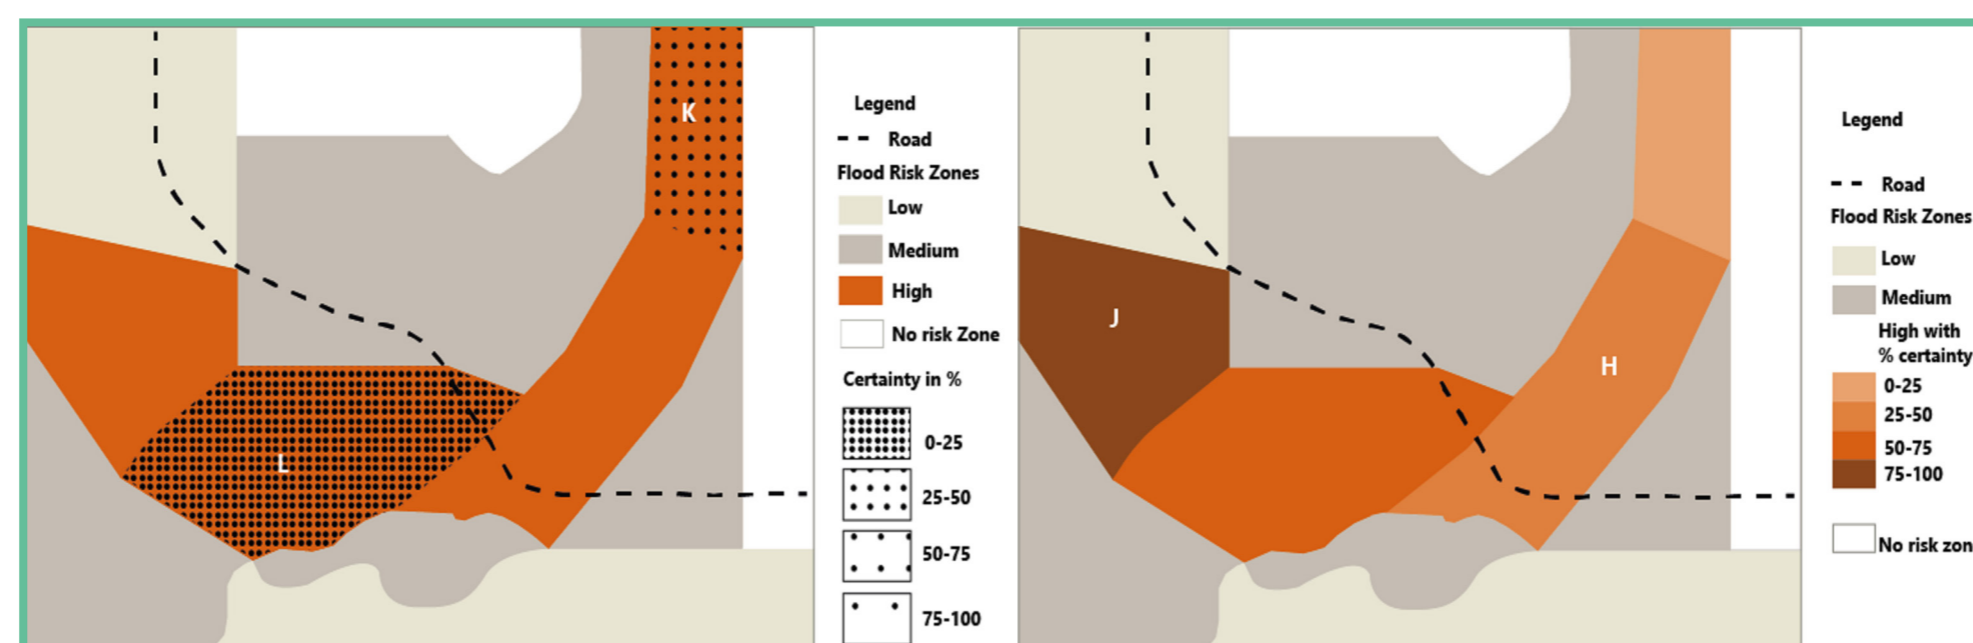 K
L
Legend
Road
Flood Risk Zones
Low
Medium
High
No risk Zone
Certainty in %
0-25
25-50
50-75
75-100
J
H
Legend
Road
Flood Risk Zones
Low
Medium
High with
% certainty
0-25
25-50
50-75
75-100
No risk zon